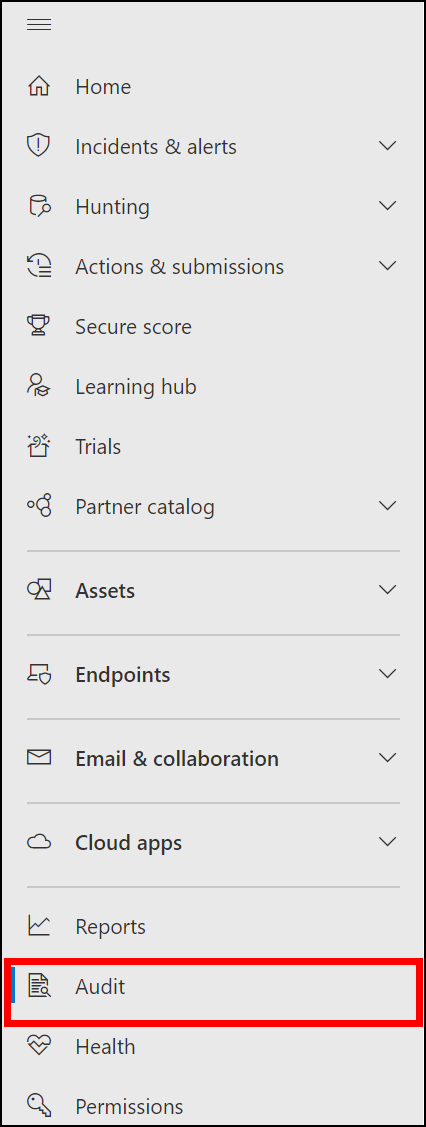 Home
Incidents & alerts
Hunting
Actions & submissions
Secure score
Learning hub
Trials
Partner catalog
Assets
Endpoints
Email & collaboration
Cloud apps
Reports
Audit
Health
Permissions